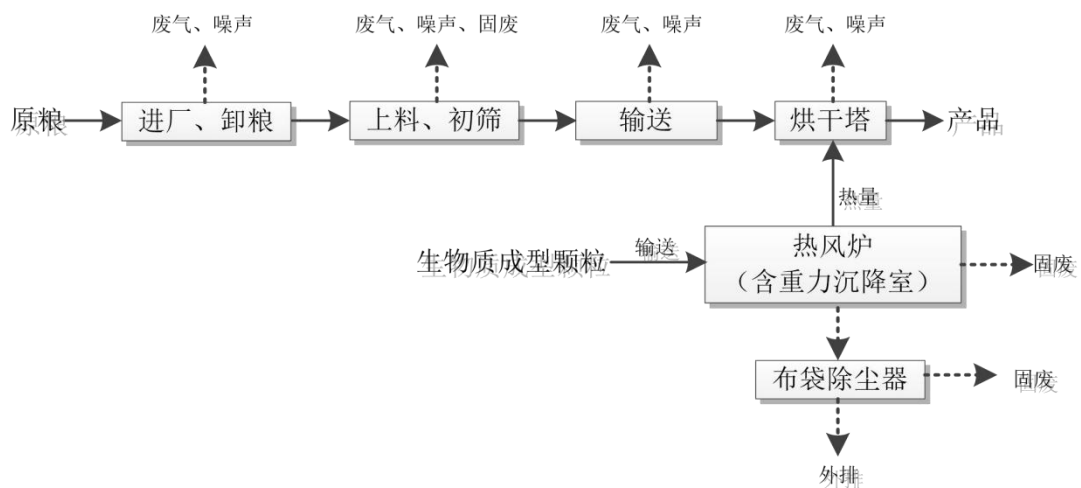 废气、噪声
废气、噪声、固废
废气、噪声
废气、噪声
原粮
进厂、卸粮
上料、初筛
输送
烘干塔
产品
热量
生物质成型颗粒
输送
热风炉
（含重力沉降室）
固废
布袋除尘器
固废
外排